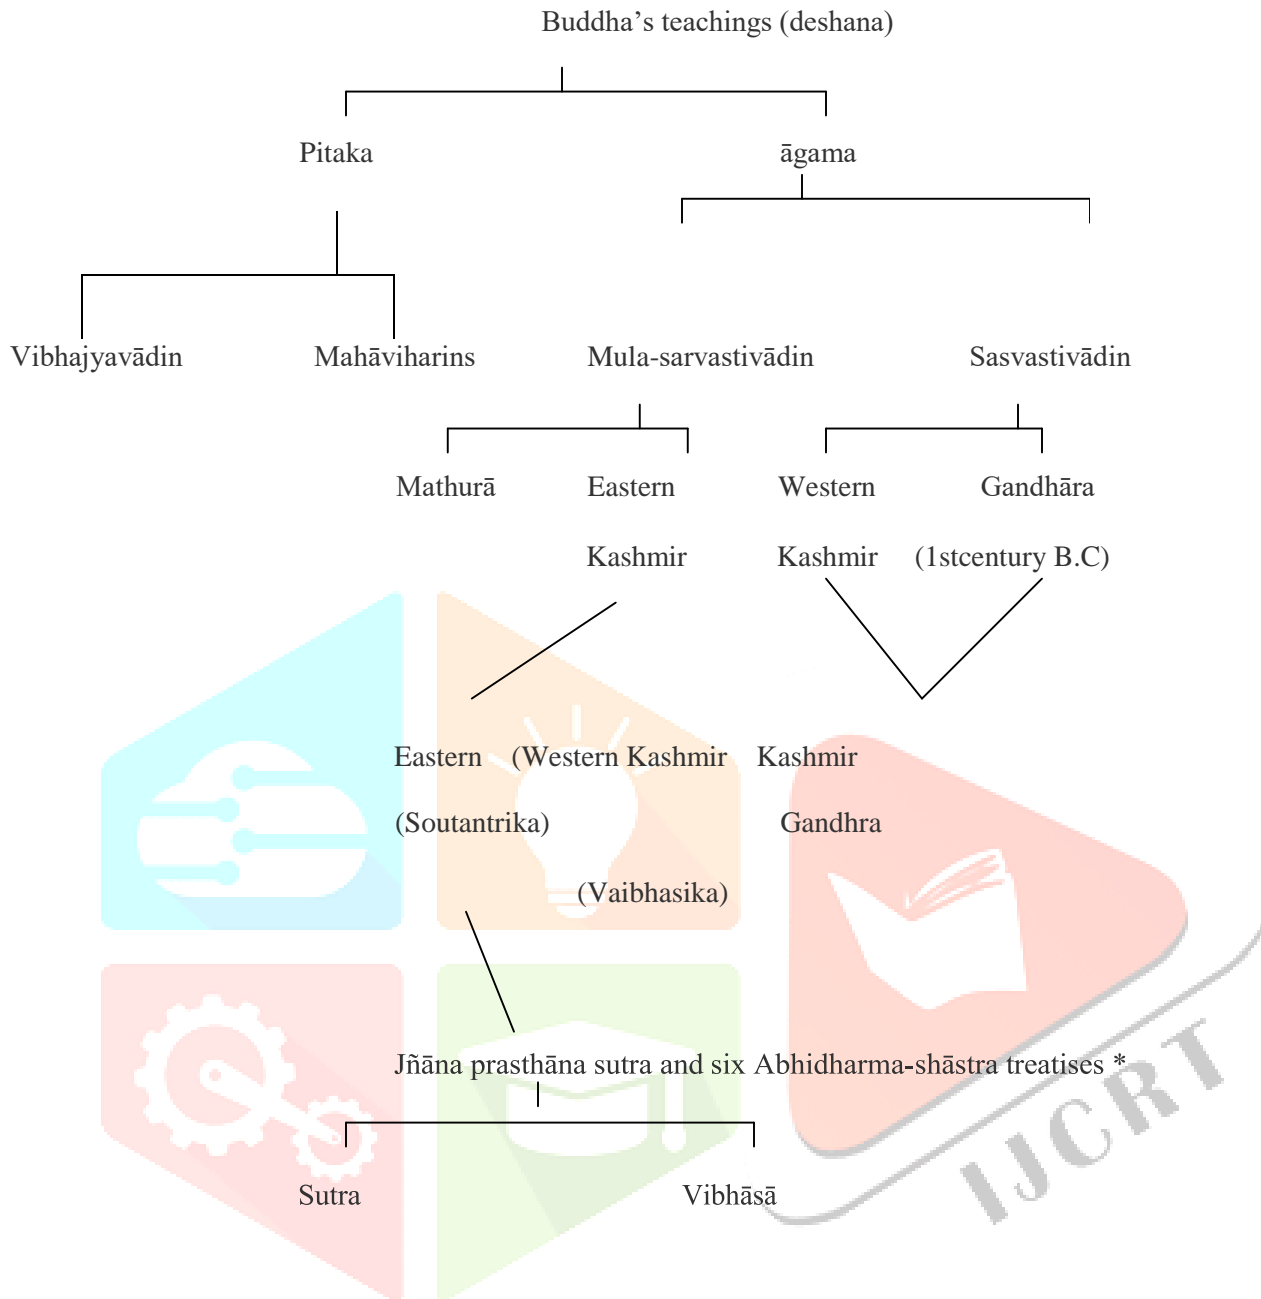 Buddha’s teachings (deshana)
Pitaka āgama
Vibhajyavādin Mahāviharins Mula-sarvastivādin Sasvastivādin
Mathurā Eastern Western Gandhāra
Kashmir Kashmir (1stcentury B.C)
Eastern (Western Kashmir Kashmir
(Soutantrika) Gandhra
(Vaibhasika)
Jñāna prasthāna sutra and six Abhidharma-shāstra treatises *
Sutra Vibhāsā
IJCRT